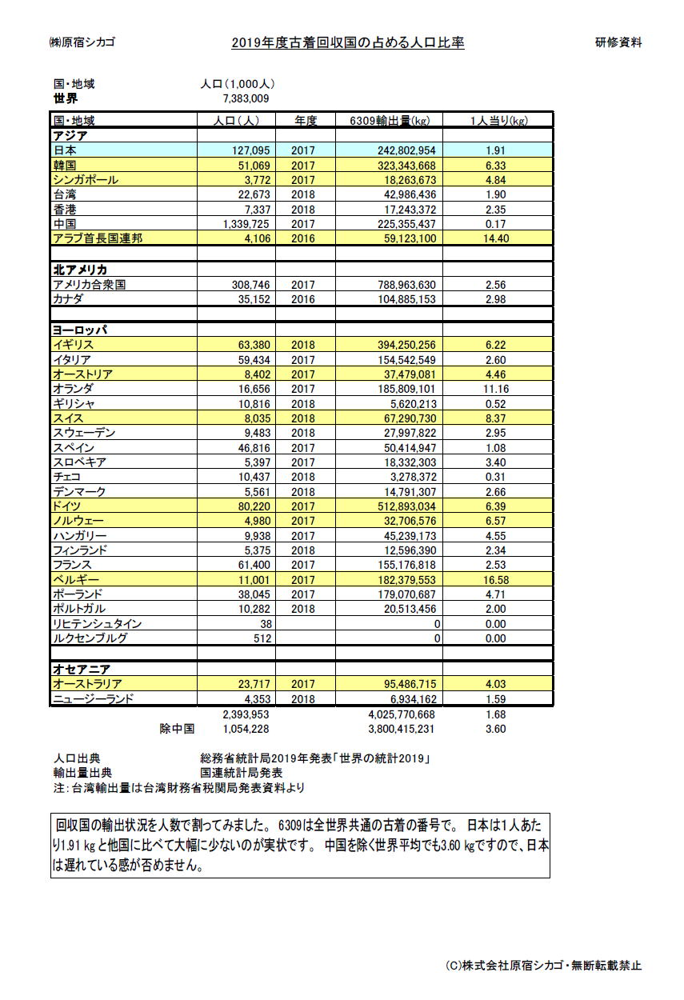 ㈱原宿シカゴ 2019年度古着回収国の占める人口比率 研修資料
国・地域 人口(1,000人)
世界 7,383,009
国・地域 人口(人) 年度 6309輸出量(kg) 1人当り(kg)
アジア
日本 127,095 2017 242,802,954 1.91
韓国 51,069 2017 323,343,668 6.33
シンガポール 3,772 2017 18,263,673 4.84
台湾 22,673 2018 42,986,436 1.90
香港 7,337 2018 17,243,372 2.35
中国 1,339,725 2017 225,355,437 0.17
アラブ首長国連邦 4,106 2016 59,123,100 14.40
北アメリカ
アメリカ合衆国 308,746 2017 788,963,630 2.56
カナダ 35,152 2016 104,885,153 2.98
ヨーロッパ
イギリス 63,380 2018 394,250,256 6.22
イタリア 59,434 2017 154,542,549 2.60
オーストリア 8,402 2017 37,479,081 4.46
オランダ 16,656 2017 185,809,101 11.16
ギリシャ 10,816 2018 5,620,213 0.52
スイス 8,035 2018 67,290,730 8.37
スウェーデン 9,483 2018 27,997,822 2.95
スペイン 46,816 2017 50,414,947 1.08
スロベキア 5,397 2017 18,332,303 3.40
チェコ 10,437 2018 3,278,372 0.31
デンマーク 5,561 2018 14,791,307 2.66
ドイツ 80,220 2017 512,893,034 6.39
ノルウェー 4,980 2017 32,706,576 6.57
ハンガリー 9,938 2017 45,239,173 4.55
フィンランド 5,375 2018 12,596,390 2.34
フランス 61,400 2017 155,176,818 2.53
ベルギー 11,001 2017 182,379,553 16.58
ポーランド 38,045 2017 179,070,687 4.71
ポルトガル 10,282 2018 20,513,456 2.00
リヒテンシュタイン 38 0 0.00
ルクセンブルグ 512 0 0.00
オセアニア
オーストラリア 23,717 2017 95,486,715 4.03
ニュージーランド 4,353 2018 6,934,162 1.59
2,393,953 4,025,770,668 1.68
除中国 1,054,228 3,800,415,231 3.60
人口出典 総務省統計局2019年発表「世界の統計2019」
輸出量出典 国連統計局発表
注：台湾輸出量は台湾財務省税関局発表資料より
回収国の輸出状況を人数で割ってみました。 6309は全世界共通の古着の番号で。 日本は1人あた
り1.91 kgと他国に比べて大幅に少ないのが実状です。 中国を除く世界平均でも3.60 kgですので、日本
は遅れている感が否めません。
(C)株式会社原宿シカゴ・無断転載禁止